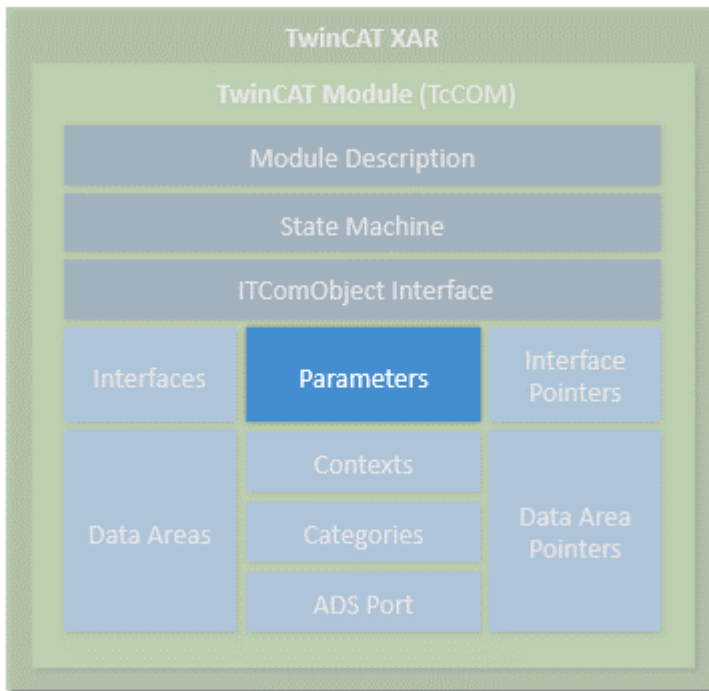 TwinCAT XAR
TwinCAT Module (TcCOM)
Module Description
State Machine
ITComObject Interface
Interfaces
Parameters
Interface
Pointers
Data Areas
Contexts
Categories
ADS Port
Data Area
Pointers